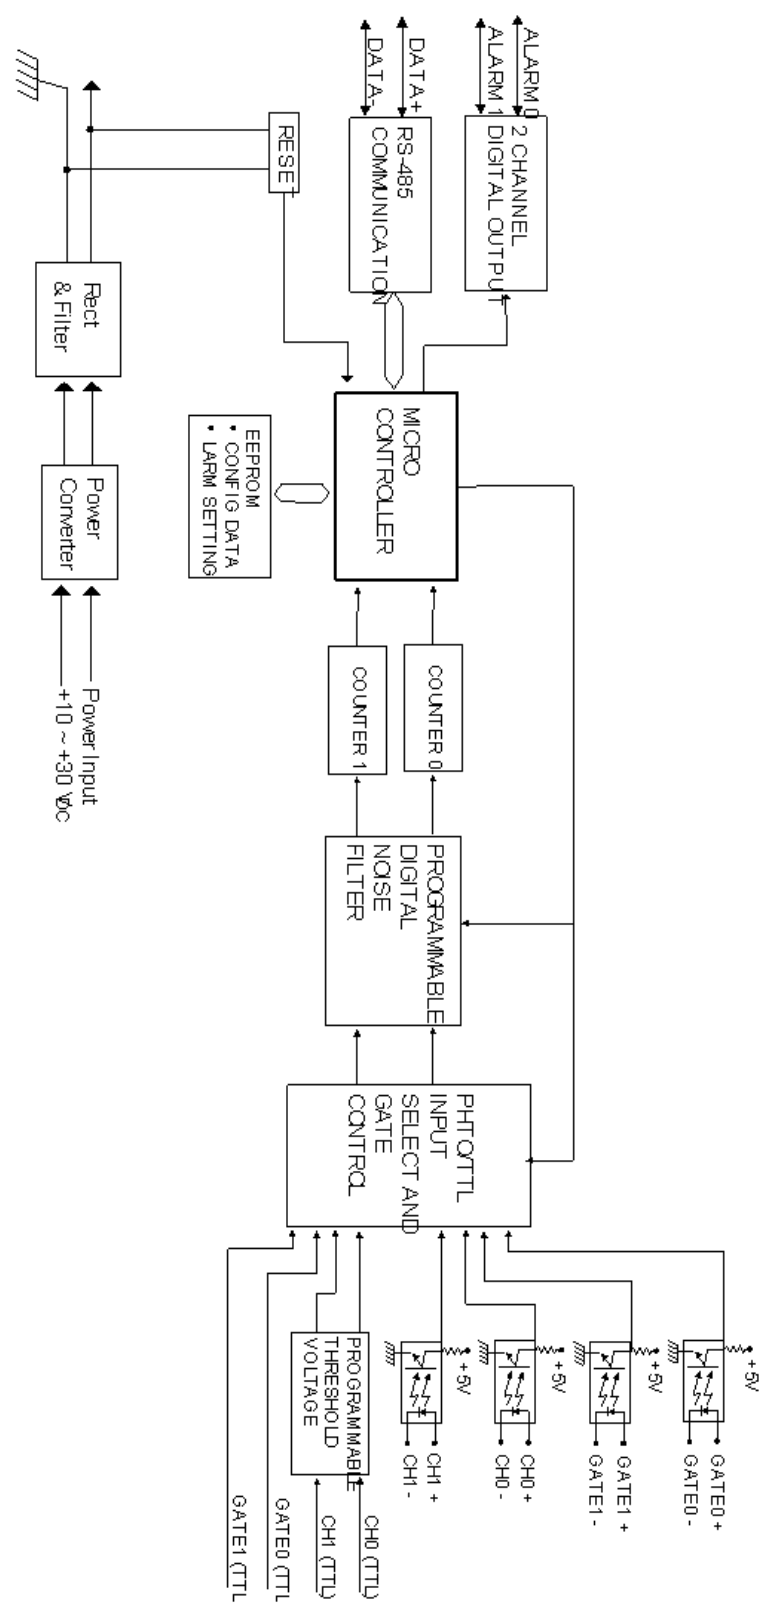 ALARM 0
ALARM 1
2 CHANNEL
DIGITAL OUTPUT
DATA+
DATA-
RS-485
COMMUNICATION
RESET
Rect
& Filter
MICRO
CONTROLLER
EEPROM
• CONFIG DATA
• LARM SETTING
Power
Converter
Power Input
+10 ~ +30 Vdc
COUNTER 0
COUNTER 1
PROGRAMMABLE
DIGITAL
NOISE
FILTER
PHTO/TTL
INPUT
SELECT AND
GATE
CONTROL
+5V
GATE0 +
GATE0 -
+5V
GATE1 +
GATE1 -
+5V
CH0 +
CH0 -
+5V
CH1 +
CH1 -
PROGRAMMABLE
THRESHOLD
VOLTAGE
CH0 (TTL)
CH1 (TTL)
GATE0 (TTL
GATE1 (TTL